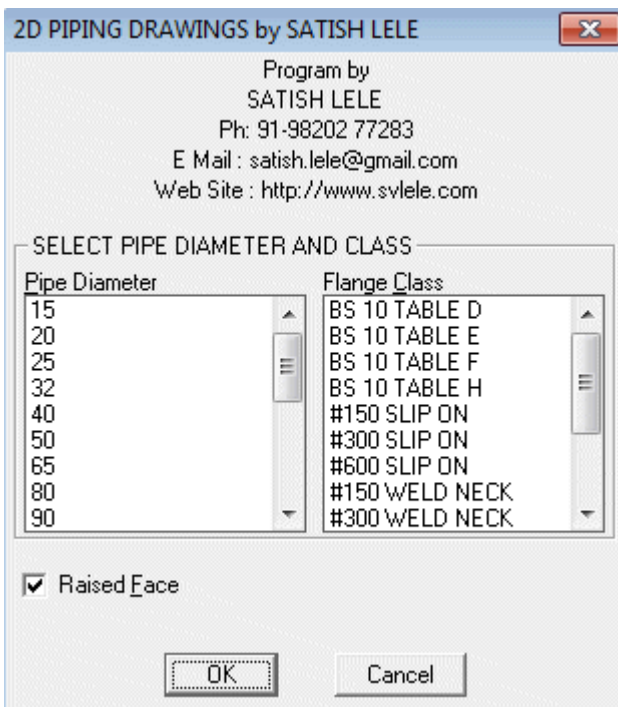 2D PIPING DRAWINGS by SATISH LELE
Program by
SATISH LELE
Ph: 91-98202 77283
E Mail : satish.lele@gmail.com
Web Site : http://www.svlele.com
SELECT PIPE DIAMETER AND CLASS
Pipe Diameter
15
20
25
32
40
50
65
80
90
Flange Class
BS 10 TABLE D
BS 10 TABLE E
BS 10 TABLE F
BS 10 TABLE H
#150 SLIP ON
#300 SLIP ON
#600 SLIP ON
#150 WELD NECK
#300 WELD NECK
Raised Face
OK
Cancel